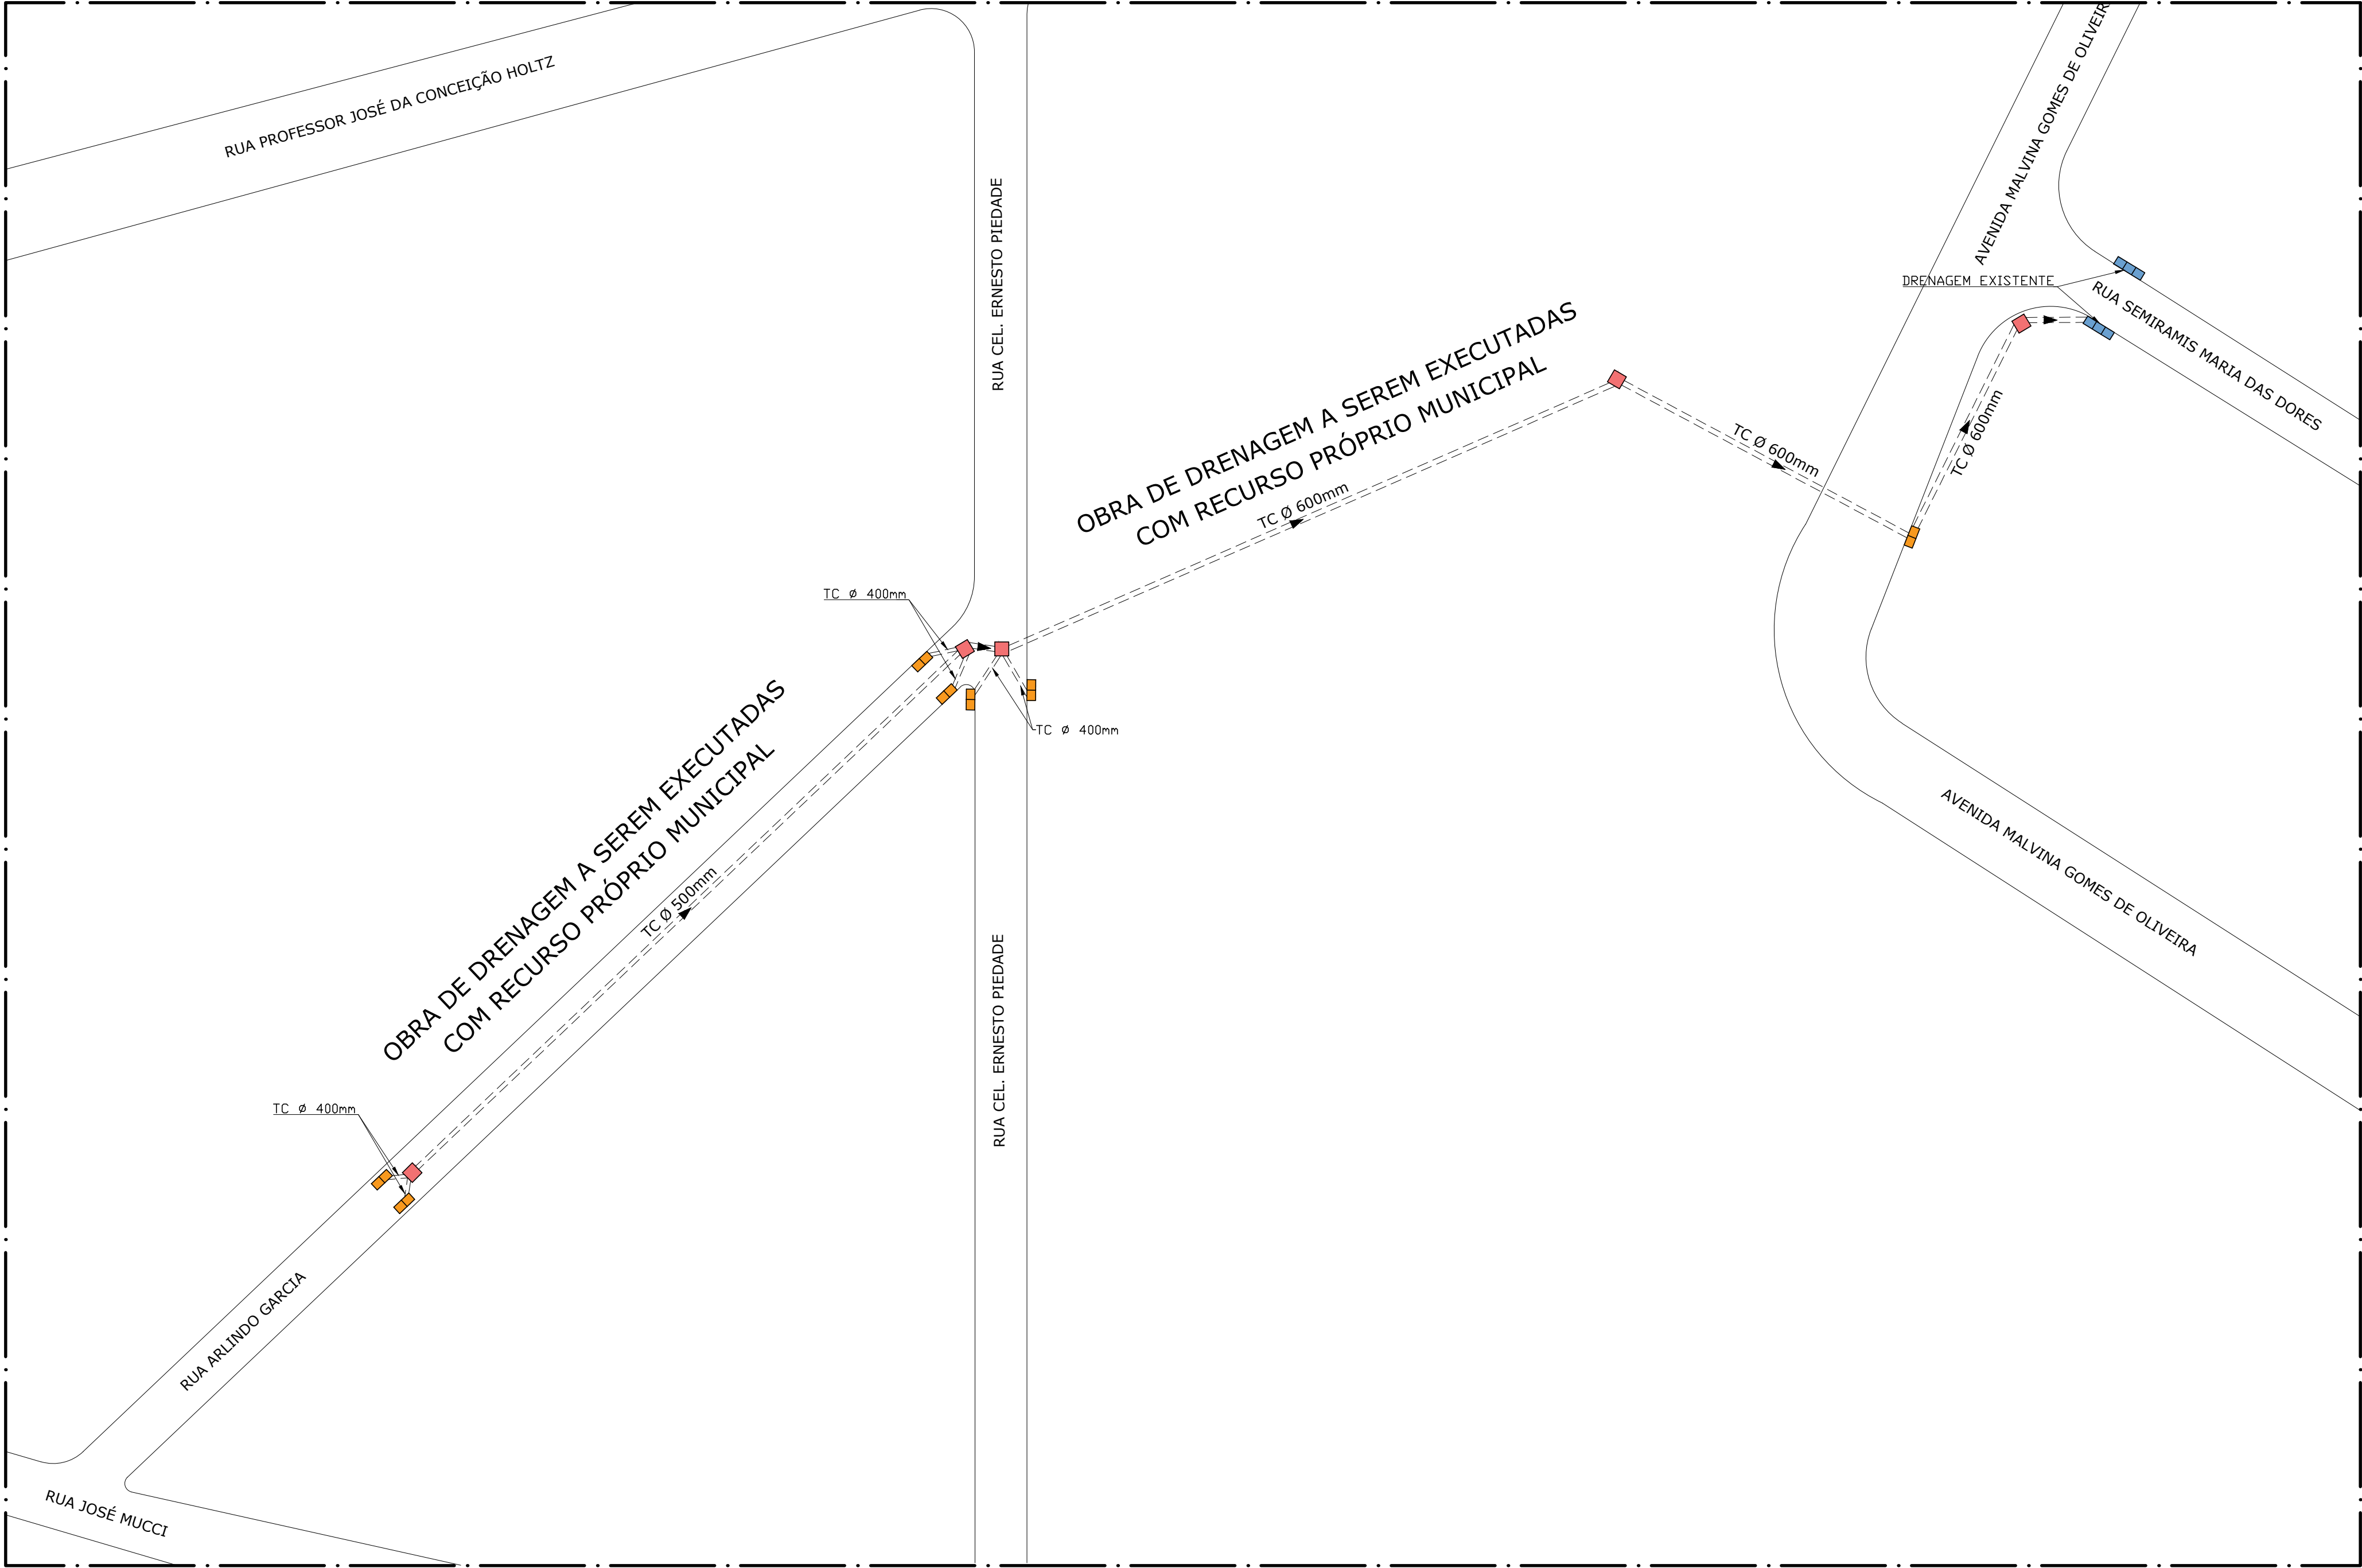 RUA PROFESSOR JOSÉ DA CONCEIÇÃO HOLTZ
RUA CEL. ERNESTO PIEDADE
AVENIDA MALVINA GOMES DE OLIVEIR
DRENAGEM EXISTENTE
RUA SEMIRAMIS MARIA DAS DORES
OBRA DE DRENAGEM A SEREM EXECUTADAS
COM RECURSO PRÓPRIO MUNICIPAL
TC Ø 600mm
TC Ø 600mm
TC Ø 600mm
TC Ø 400mm
TC Ø 400mm
OBRA DE DRENAGEM A SEREM EXECUTADAS
COM RECURSO PRÓPRIO MUNICIPAL
TC Ø 500mm
AVENIDA MALVINA GOMES DE OLIVEIRA
RUA CEL. ERNESTO PIEDADE
TC Ø 400mm
RUA ARLINDO GARCIA
RUA JOSÉ MUCCI